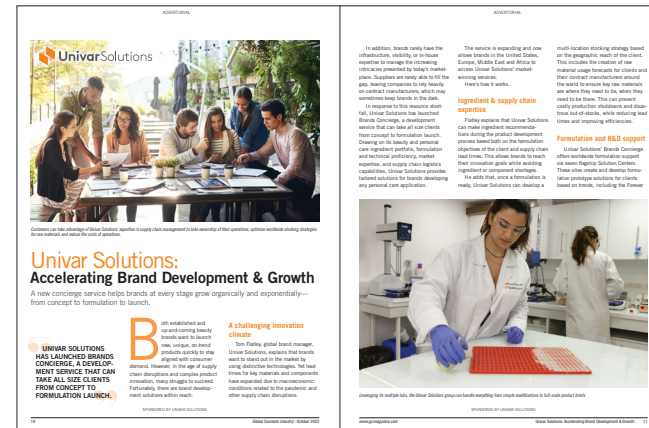 ADVERTORIAL
UnivarSolutions
Customers can take advantage of Univar Solutions' expertise in supply chain management to take ownership of their operations, optimize worldwide stocking strategies
for raw materials and reduce the costs of operations.
Univar Solutions:
Accelerating Brand Development & Growth
A new concierge service helps brands at every stage grow organically and exponentially—
from concept to formulation to launch.
UNIVAR SOLUTIONS
HAS LAUNCHED BRANDS
CONCIERGE, A DEVELOP-
MENT SERVICE THAT CAN
TAKE ALL SIZE CLIENTS
FROM CONCEPT TO
FORMULATION LAUNCH.
Both established and
up-and-coming beauty
brands want to launch
new, unique, on-trend
products quickly to stay
aligned with consumer
demand. However, in the age of supply
chain disruptions and complex product
innovation, many struggle to succeed.
Fortunately, there are brand develop-
ment solutions within reach.
A challenging innovation
climate
Tom Flatley, global brand manager,
Univar Solutions, explains that brands
want to stand out in the market by
using distinctive technologies. Yet lead
times for key materials and components
have expanded due to macroeconomic
conditions related to the pandemic and
other supply chain disruptions.
SPONSORED BY UNIVAR SOLUTIONS
10
Global Cosmetic Industry · October 2022
ADVERTORIAL
In addition, brands rarely have the
infrastructure, visibility, or in-house
expertise to manage the increasing
intricacies presented by today's market-
place. Suppliers are rarely able to fill the
gap, leaving companies to rely heavily
on contract manufacturers, which may
sometimes keep brands in the dark.
In response to this resource short-
fall, Univar Solutions has launched
Brands Concierge, a development
service that can take all size clients
from concept to formulation launch.
Drawing on its beauty and personal
care ingredient portfolio, formulation
and technical proficiency, market
expertise, and supply chain logistics
capabilities, Univar Solutions provides
tailored solutions for brands developing
any personal care application.
The service is expanding and now
allows brands in the United States,
Europe, Middle East and Africa to
access Univar Solutions' market-
winning services.
Here's how it works.
Ingredient & supply chain
expertise
Flatley explains that Univar Solutions
can make ingredient recommenda-
tions during the product development
process based both on the formulation
objectives of the client and supply chain
lead times. This allows brands to reach
their innovation goals while avoiding
ingredient or component shortages.
He adds that, once a formulation is
ready, Univar Solutions can develop a
multi-location stocking strategy based
on the geographic reach of the client.
This includes the creation of raw
material usage forecasts for clients and
their contract manufacturers around
the world to ensure key raw materials
are where they need to be, when they
need to be there. This can prevent
costly production shutdowns and disas-
trous out-of-stocks, while reducing lead
times and improving efficiencies.
Formulation and R&D support
Univar Solutions' Brands Concierge
offers worldwide formulation support
via seven flagship Solution Centers.
These sites create and develop formu-
lation prototype solutions for clients
based on trends, including the Forever
Leveraging its multiple labs, the Univar Solutions group can handle everything from simple modifications to full-scale product briefs.
SPONSORED BY UNIVAR SOLUTIONS
www.gcimagazine.com
Univar Solutions: Accelerating Brand Development & Growth
11